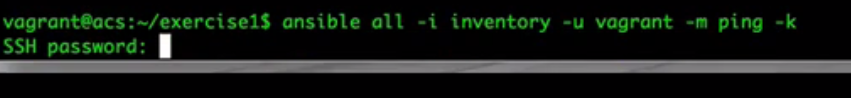 vagrant@acs:~/exercise1$ ansible all -i inventory -u vagrant -m ping -k
SSH password: